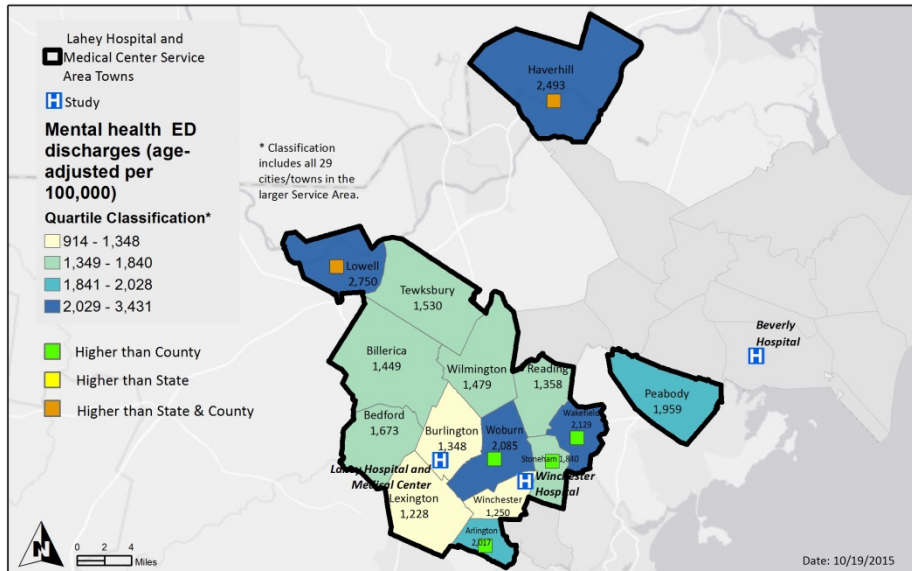 Lahey Hospital and
Medical Center Service
Area Towns
H Study
Mental health ED
discharges (age-
adjusted per
100,000)
Quartile Classification*
914 - 1,348
1,349 - 1,840
1,841 - 2,028
2,029 - 3,431
Higher than County
Higher than State
Higher than State & County
* Classification
includes all 29
cities/towns in the
larger Service Area.
Haverhill
2,493
Lowell
2,750
Tewksbury
1,530
Billerica
1,449
Wilmington
1,479
Reading
1,358
Beverly
Hospital
H
Peabody
1,959
Bedford
1,673
Burlington
1,348
H
Woburn
2,085
Wakefield
2,129
Stoneham 1,840
Lahey Hospital and
Medical Center
H
Winchester
Hospital
Lexington
1,228
Winchester
1,250
Arlington
2,017
N
0 2 4
Miles
Date: 10/19/2015